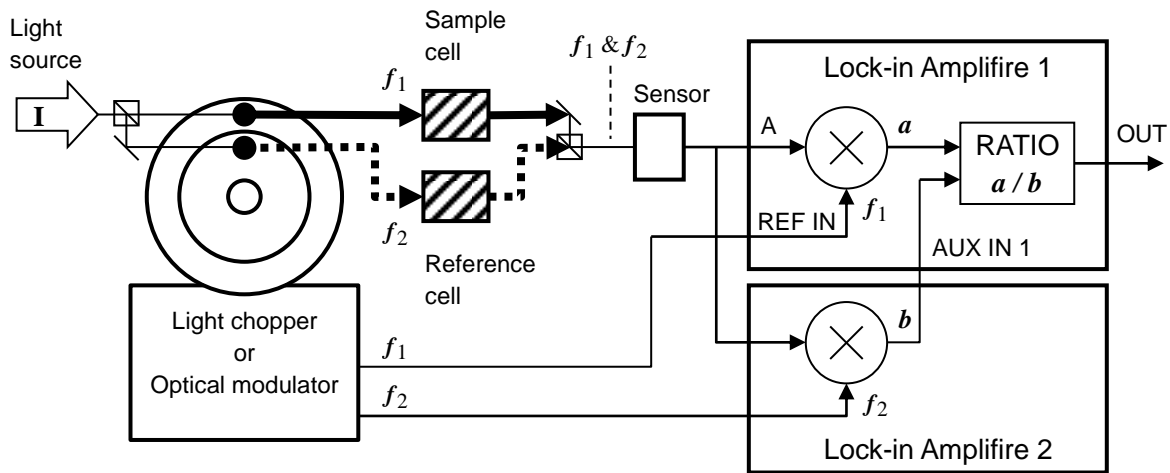 Light
source
I
Sample
cell
f1
f1 & f2
Sensor
Lock-in Amplifire 1
A
a
RATIO
a / b
OUT
f1
REF IN
AUX IN 1
f2
Reference
cell
Light chopper
or
Optical modulator
f1
f2
b
f2
Lock-in Amplifire 2